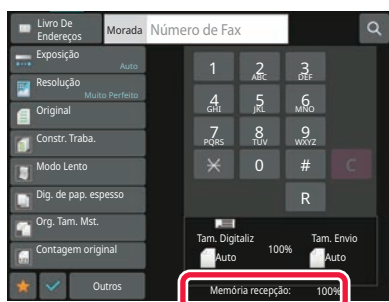 Livro De
Endereços
Morada
Número de Fax
Exposição
Auto
Resolução
Muito Perfeito
Original
Constr. Traba.
Modo Lento
Dig. de pap. espesso
Org. Tam. Mst.
Contagem original
Outros
1
2
ABC
3
DEF
4
GHI
5
JKL
6
MNO
7
PQRS
8
TUV
9
WXYZ
0
#
C
R
Tam. Digitaliz
Auto
100%
Tam. Envio
Auto
Memória recepção: 100%